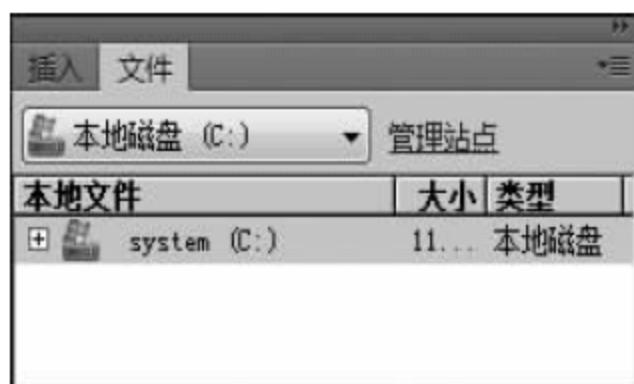 插入 文件
本地磁盘 (C:) 管理站点
本地文件 大小 类型
system (C:) 11... 本地磁盘